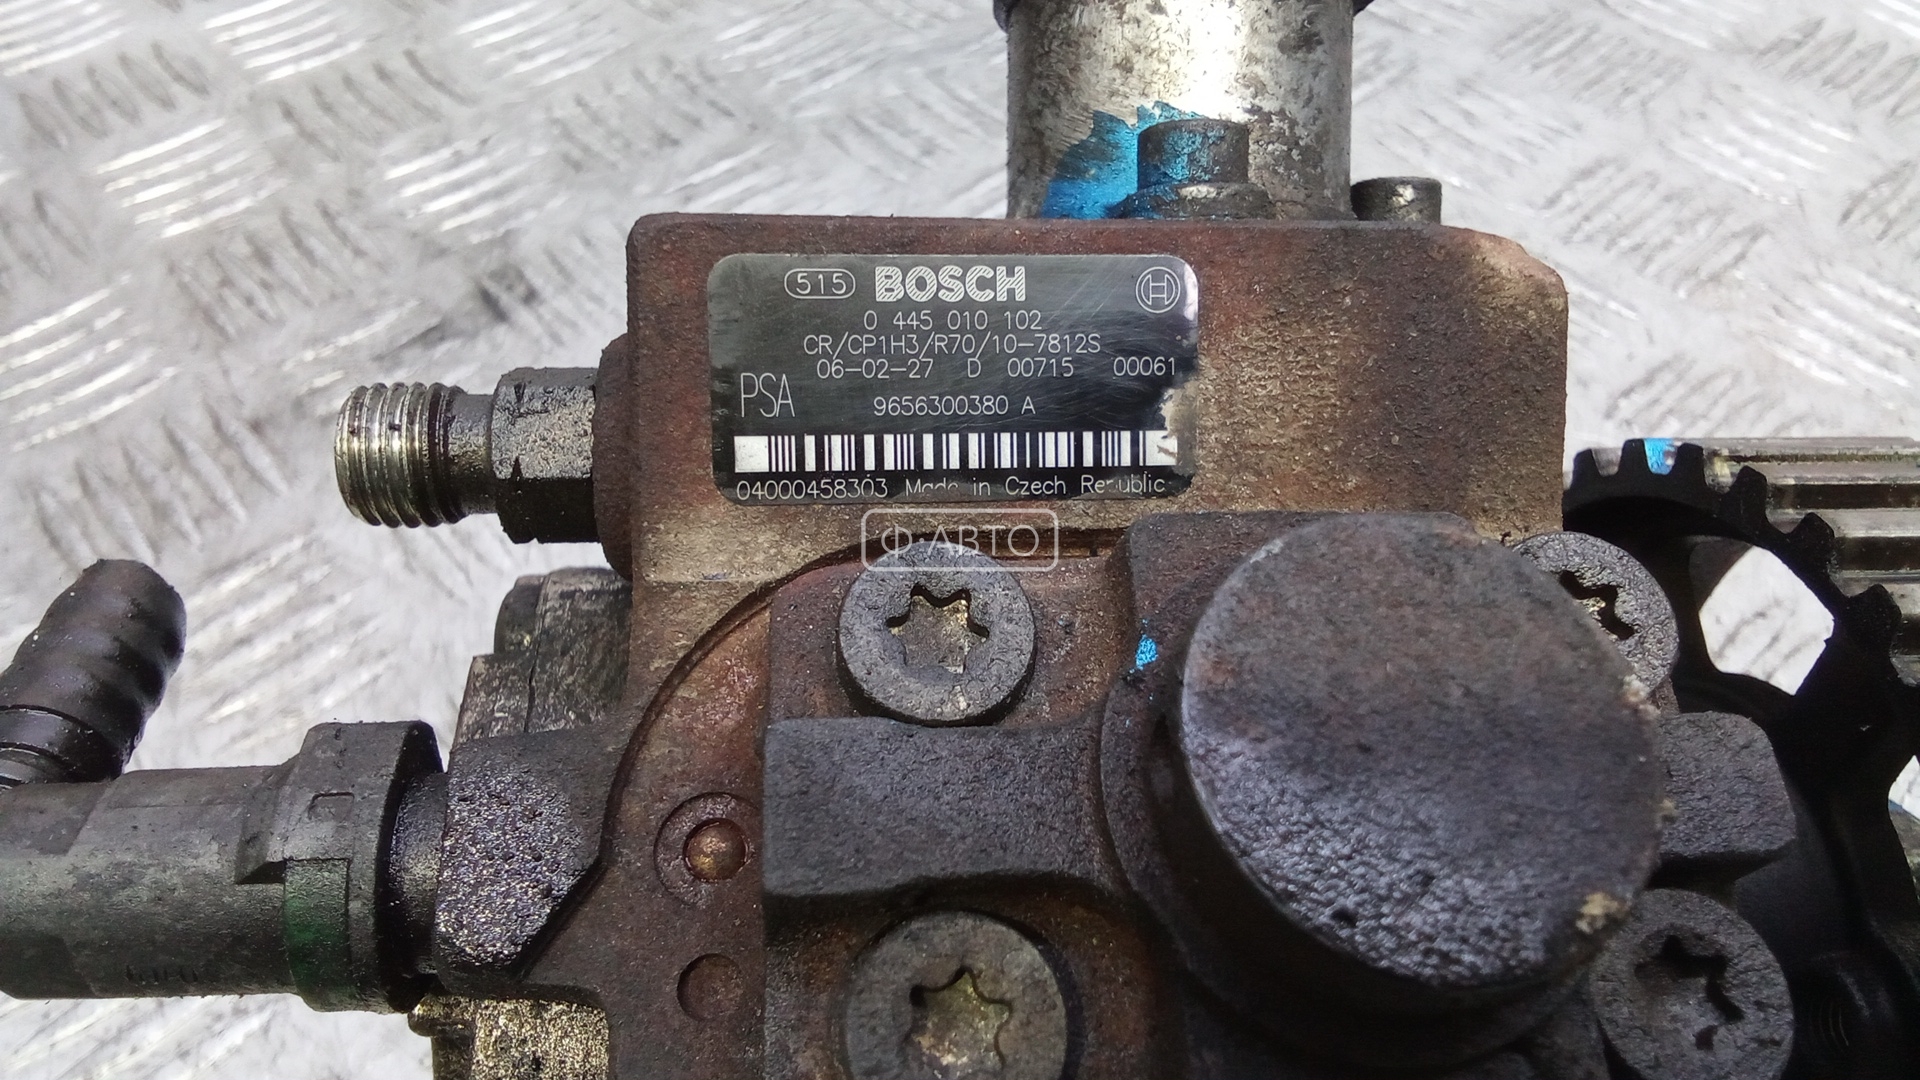 515 BOSCH
0 445 010 102
CR/CP1H3/R70/10-7812S
06-02-27 D 00715 00061
PSA 9656300380 A
04000458303 Made in Czech Republic
Ф АВТО